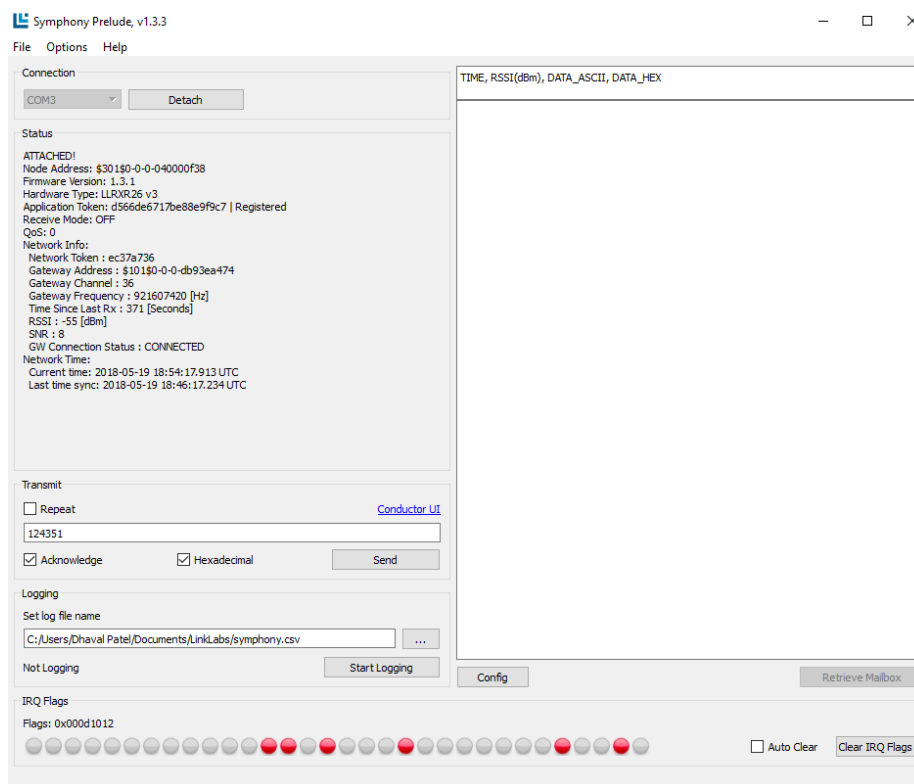 Symphony Prelude, v1.3.3
File Options Help
Connection
COM3 Detach
Status
ATTACHED!
Node Address: $301$0-0-0-040000f38
Firmware Version: 1.3.1
Hardware Type: LLRXR26 v3
Application Token: d566de6717be88e9f9c7 | Registered
Receive Mode: OFF
QoS: 0
Network Info:
Network Token : ec37a736
Gateway Address : $101$0-0-0-db93ea474
Gateway Channel : 36
Gateway Frequency : 921607420 [Hz]
Time Since Last Rx : 371 [Seconds]
RSSI : -55 [dBm]
SNR : 8
GW Connection Status : CONNECTED
Network Time:
Current time: 2018-05-19 18:54:17.913 UTC
Last time sync: 2018-05-19 18:46:17.234 UTC
Transmit
Repeat Conductor UI
124351
Acknowledge Hexadecimal Send
Logging
Set log file name
C:/Users/Dhaval Patel/Documents/LinkLabs/symphony.csv ...
Not Logging Start Logging
TIME, RSSI(dBm), DATA_ASCII, DATA_HEX
Config Retrieve Mailbox
IRQ Flags
Flags: 0x000d1012
Auto Clear Clear IRQ Flags